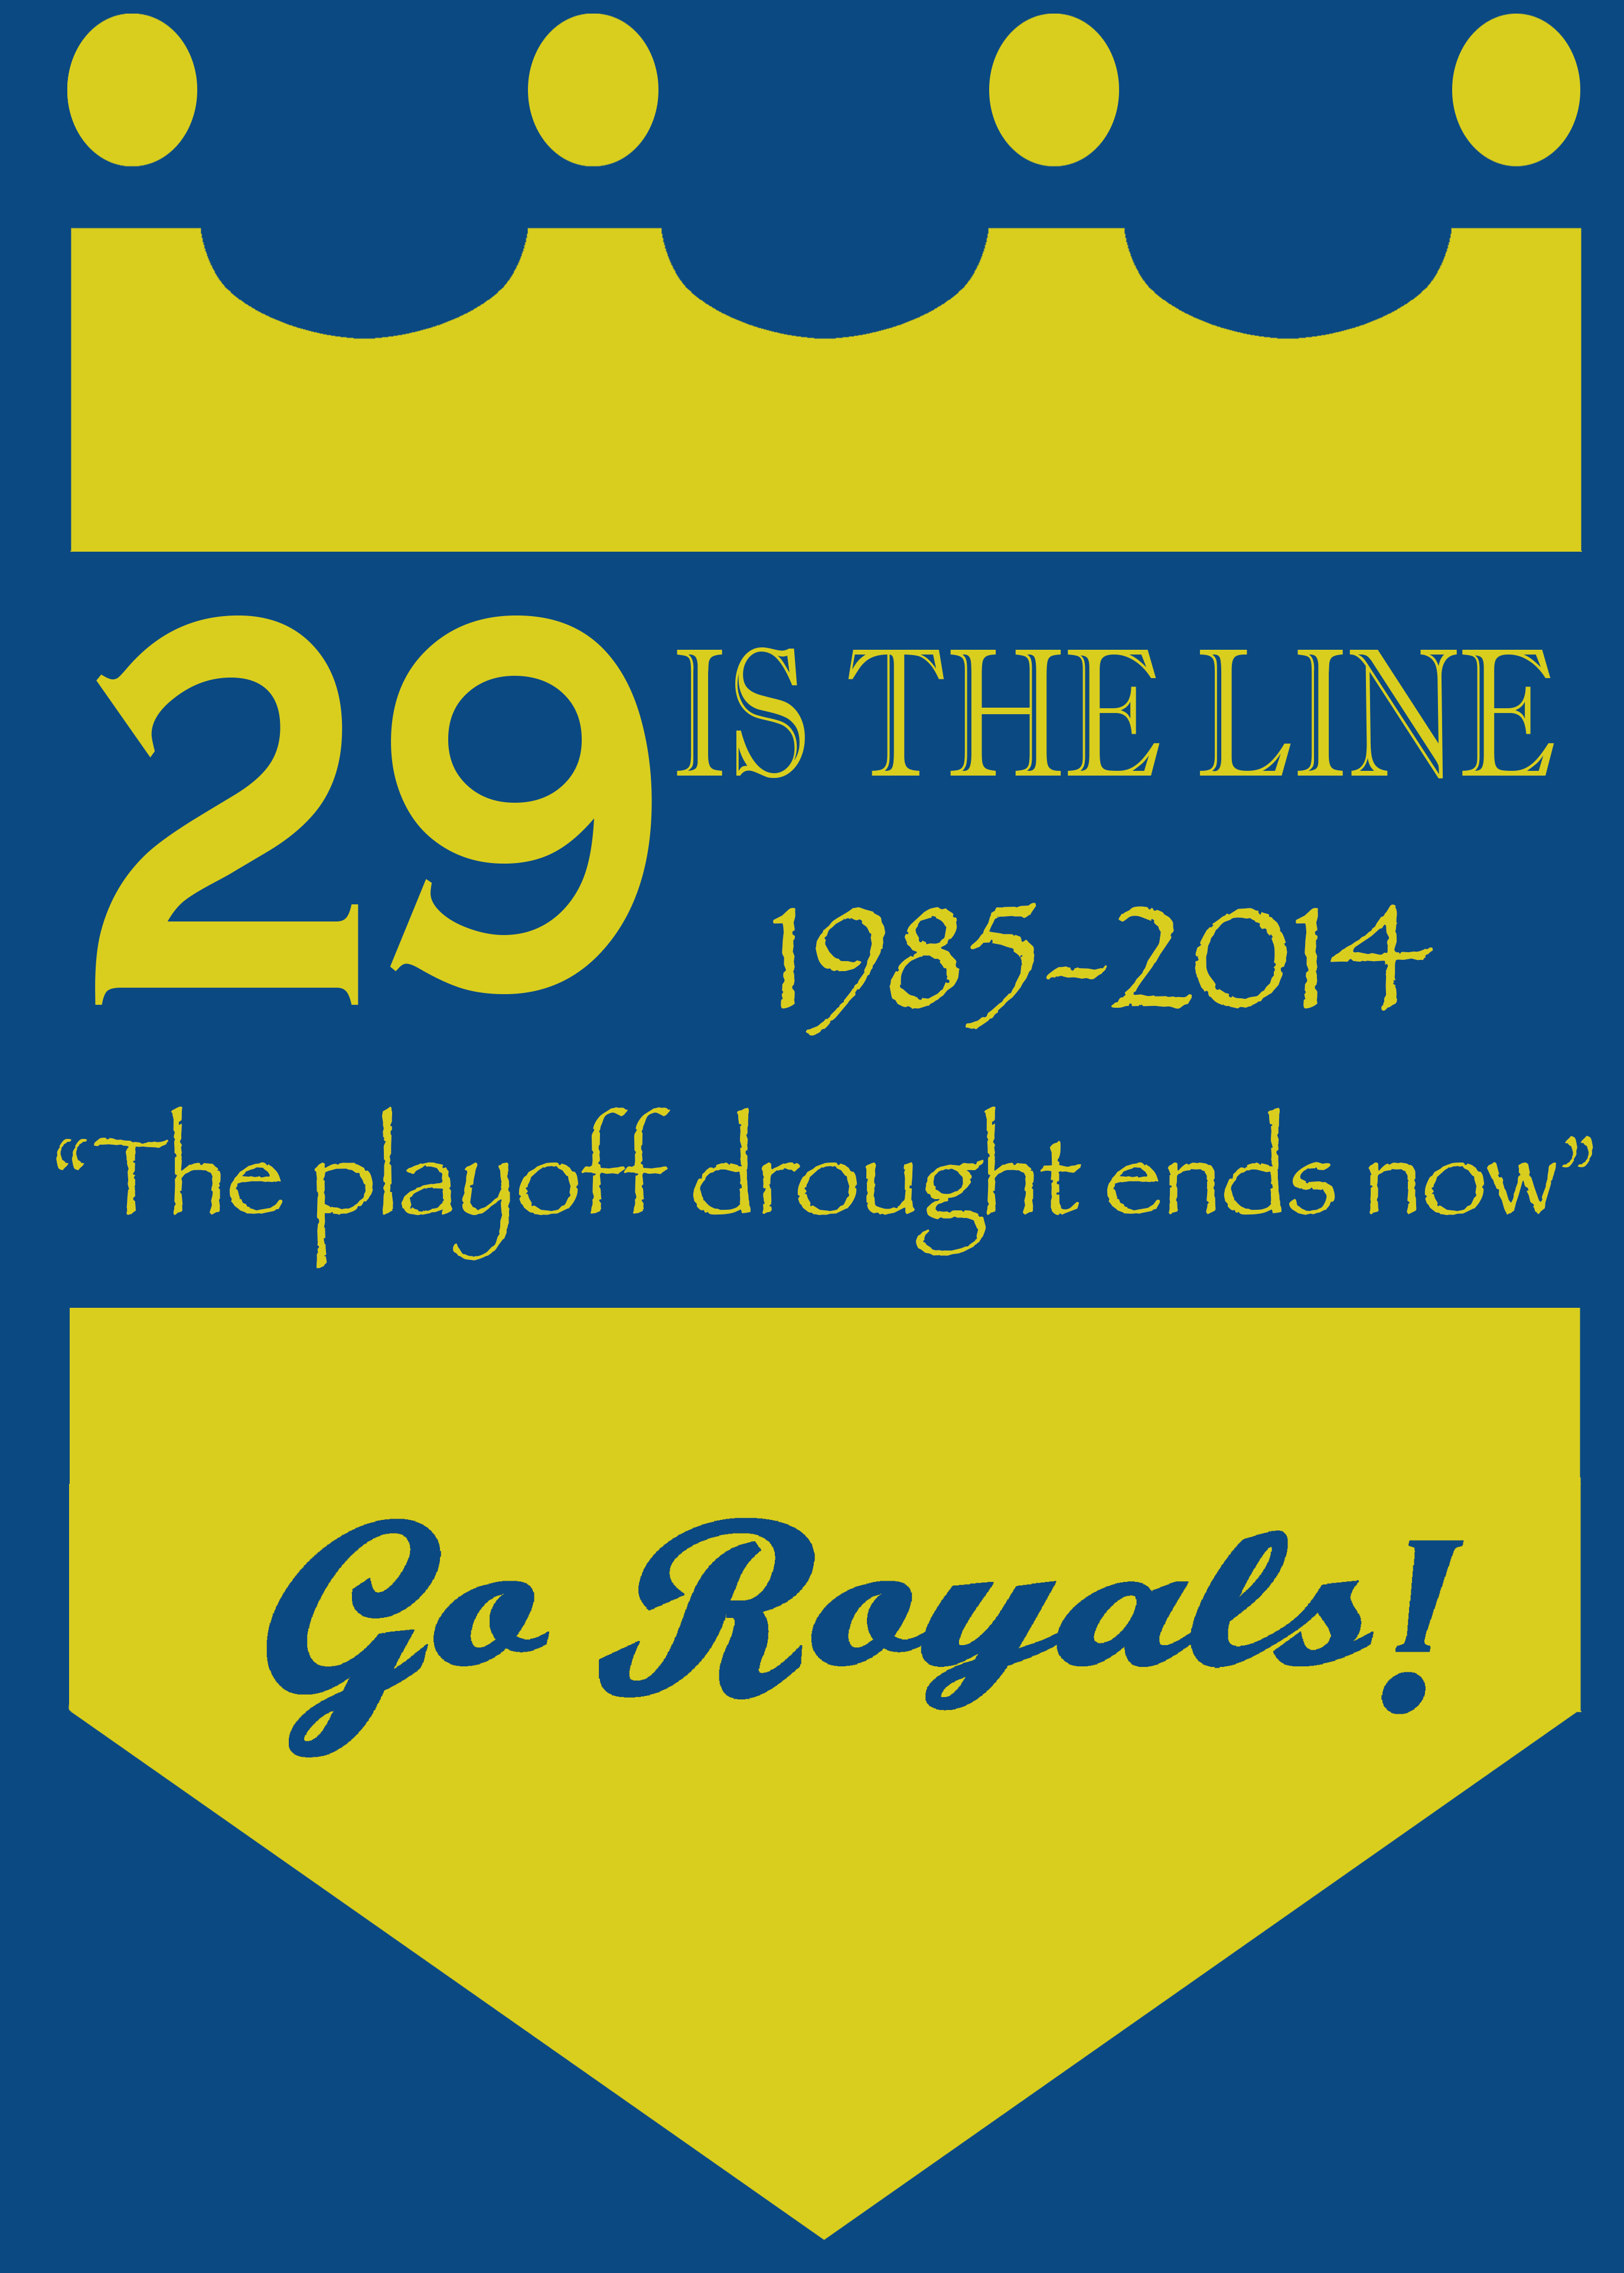 29 IS THE LINE
1985-2014
“The playoff drought ends now”
Go Royals!